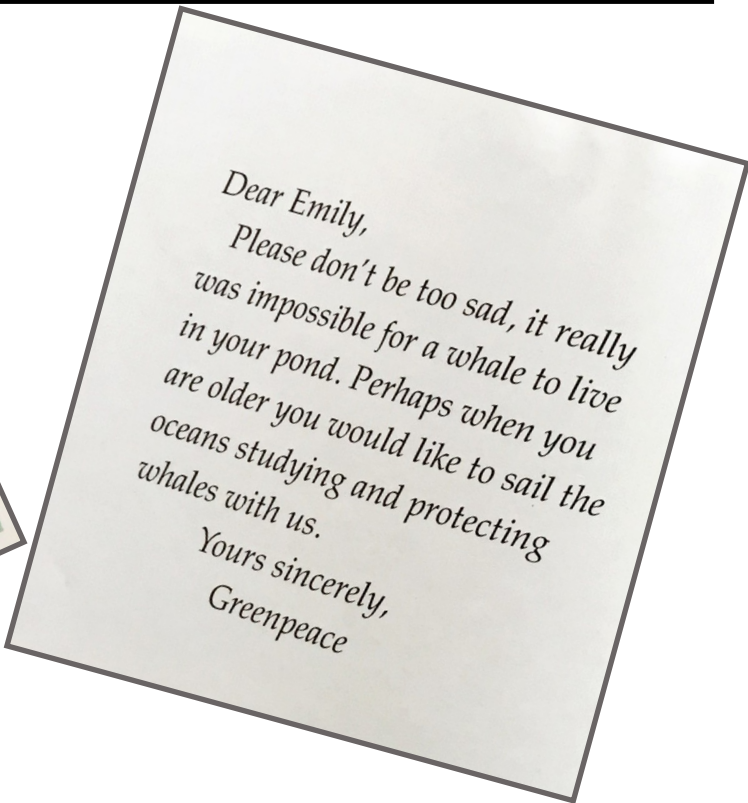 Dear Emily,
Please don't be too sad, it really
was impossible for a whale to live
in your pond. Perhaps when you
are older you would like to sail the
oceans studying and protecting
whales with us.
Yours sincerely,
Greenpeace